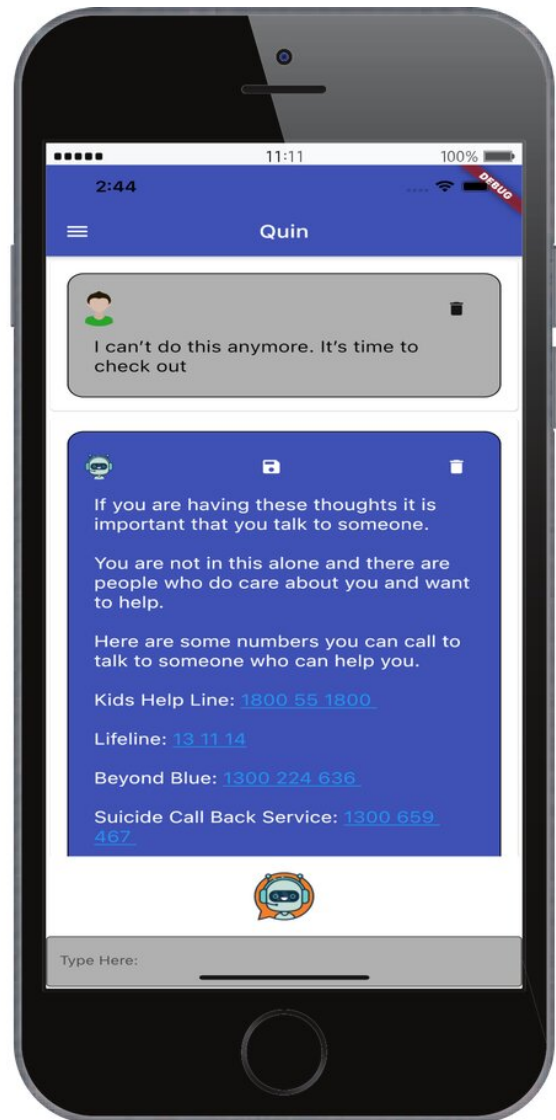 11:11
100%
2:44
DEBUG
Quin
I can't do this anymore. It's time to
check out
If you are having these thoughts it is
important that you talk to someone.
You are not in this alone and there are
people who do care about you and want
to help.
Here are some numbers you can call to
talk to someone who can help you.
Kids Help Line: 1800 55 1800
Lifeline: 13 11 14
Beyond Blue: 1300 224 636
Suicide Call Back Service: 1300 659
467
Type Here: